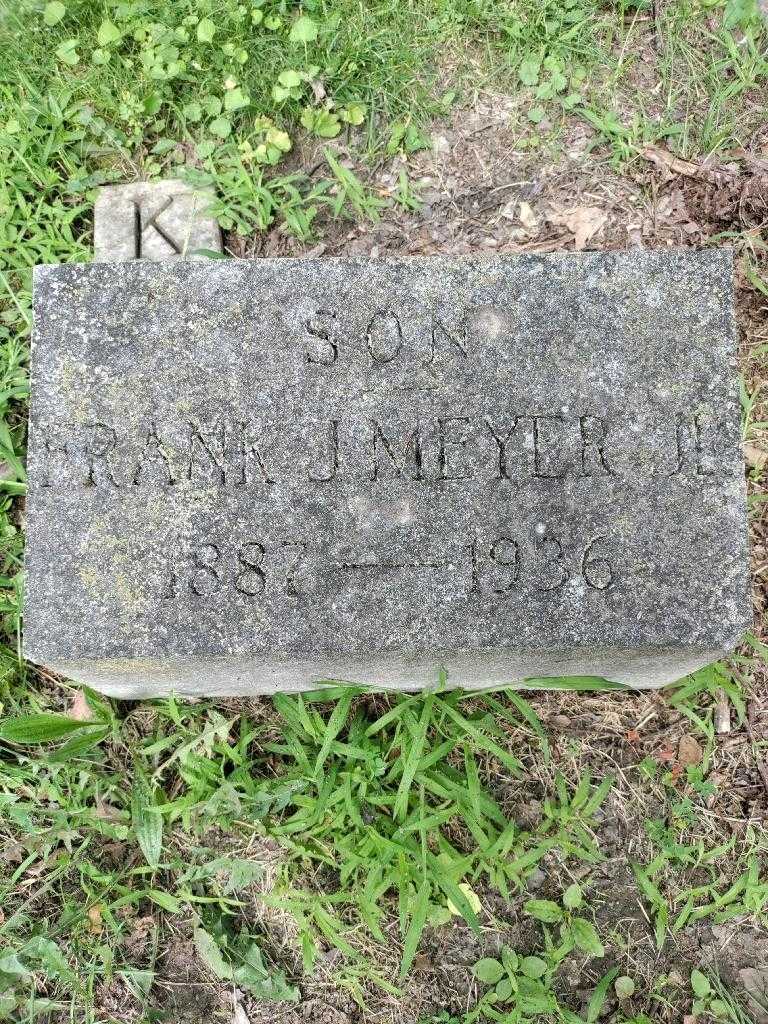 K
SON
FRANK J MEYER JR
1887 — 1936